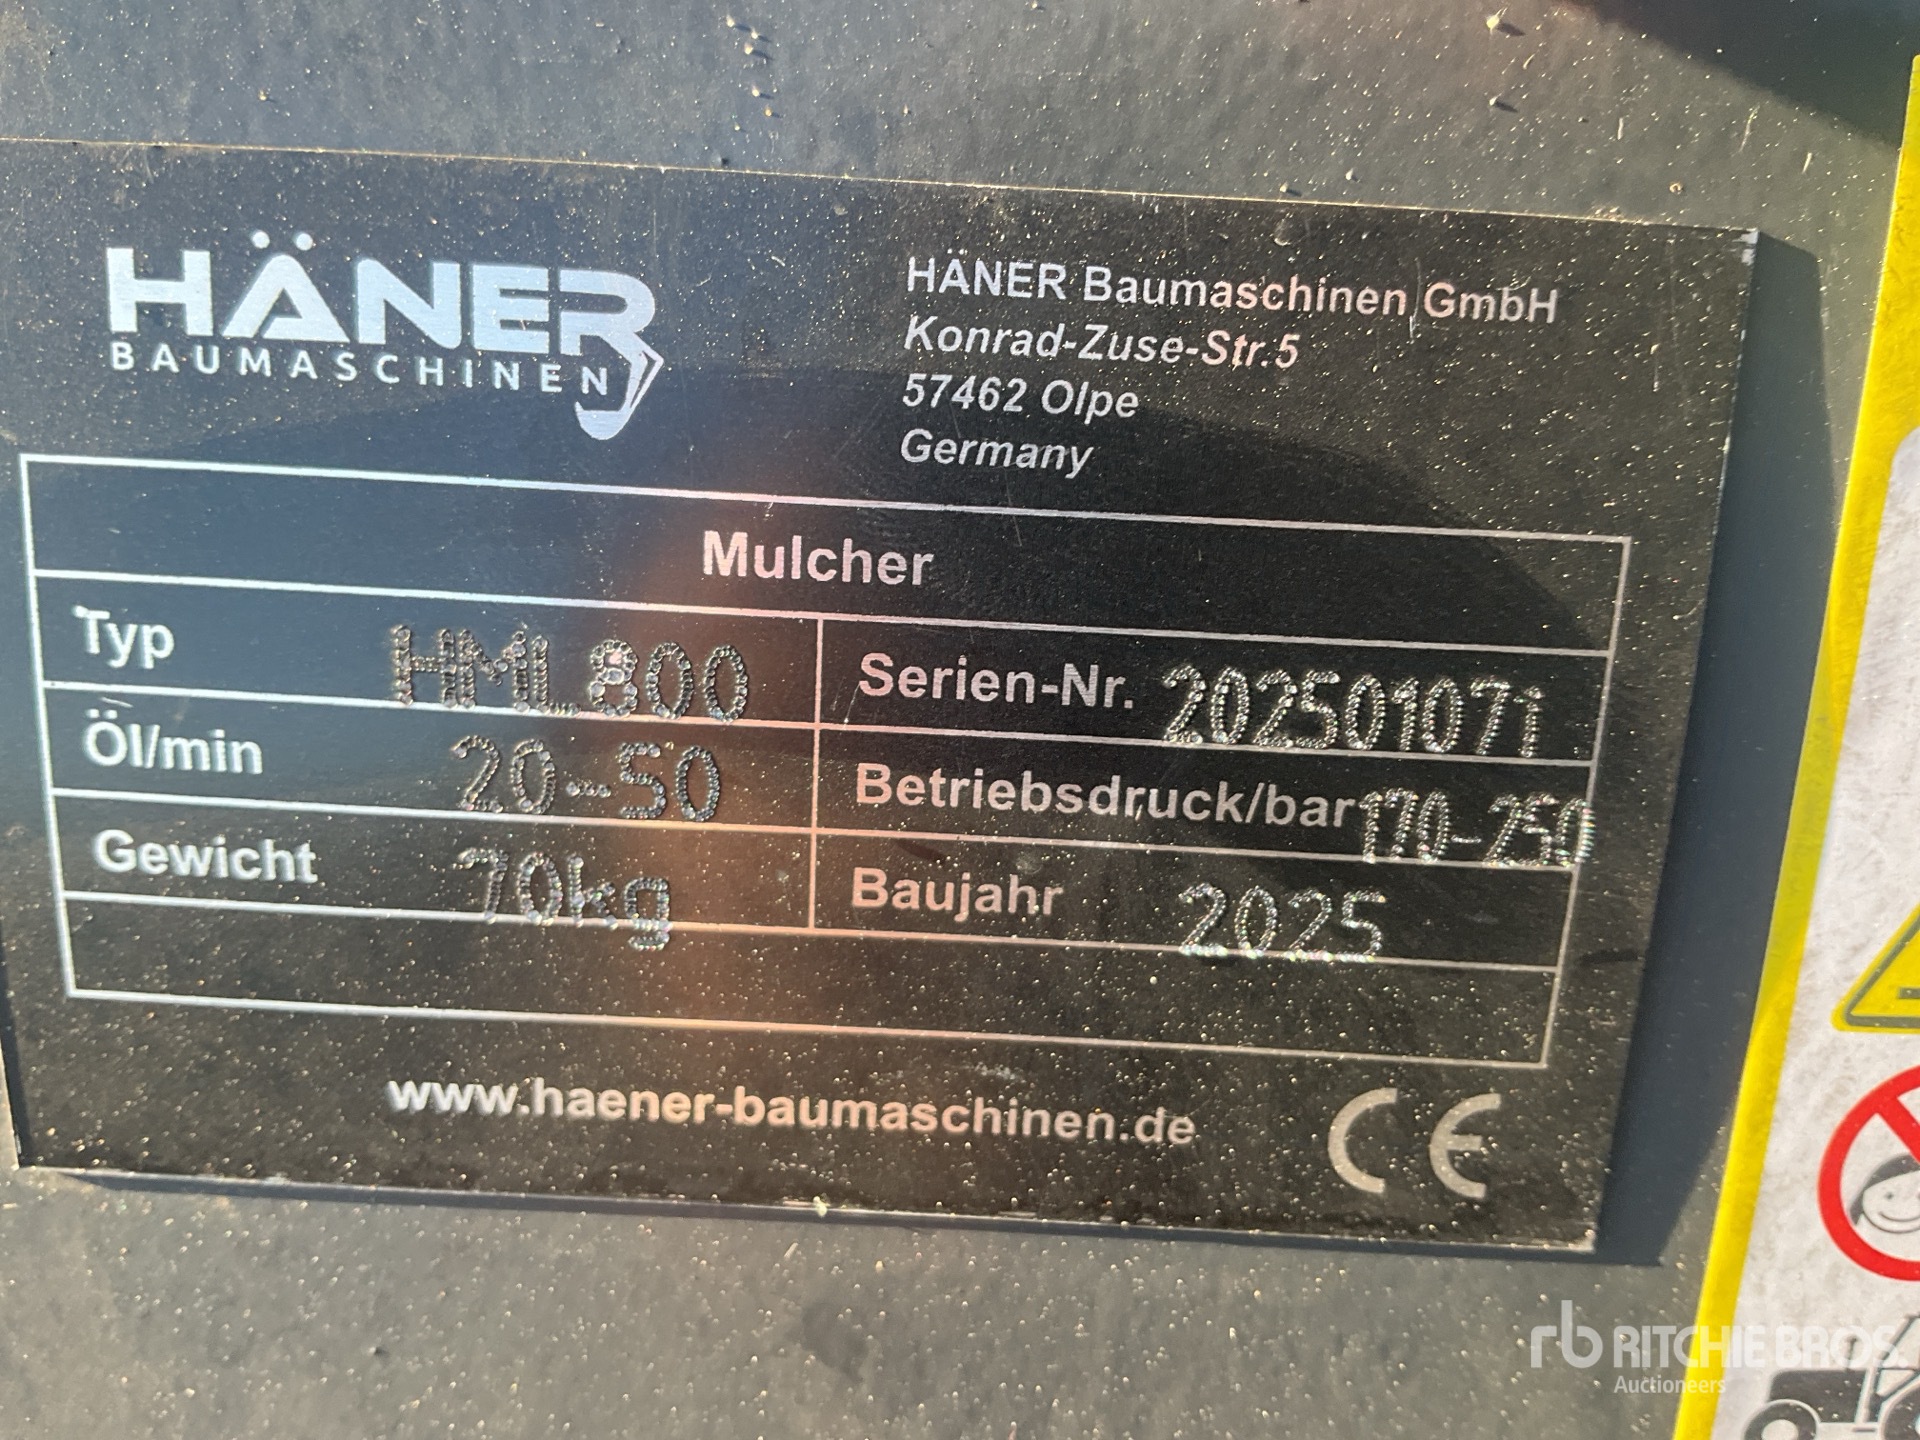 HÄNER
BAUMASCHINEN
HÄNER Baumaschinen GmbH
Konrad-Zuse-Str.5
57462 Olpe
Germany
Mulcher
Typ HML800 Serien-Nr. 202501071
Öl/min 20-50 Betriebsdruck/bar 170-250
Gewicht 70kg Baujahr 2025
www.haener-baumaschinen.de CE
rb RITCHIE BROS.
Auctioneers